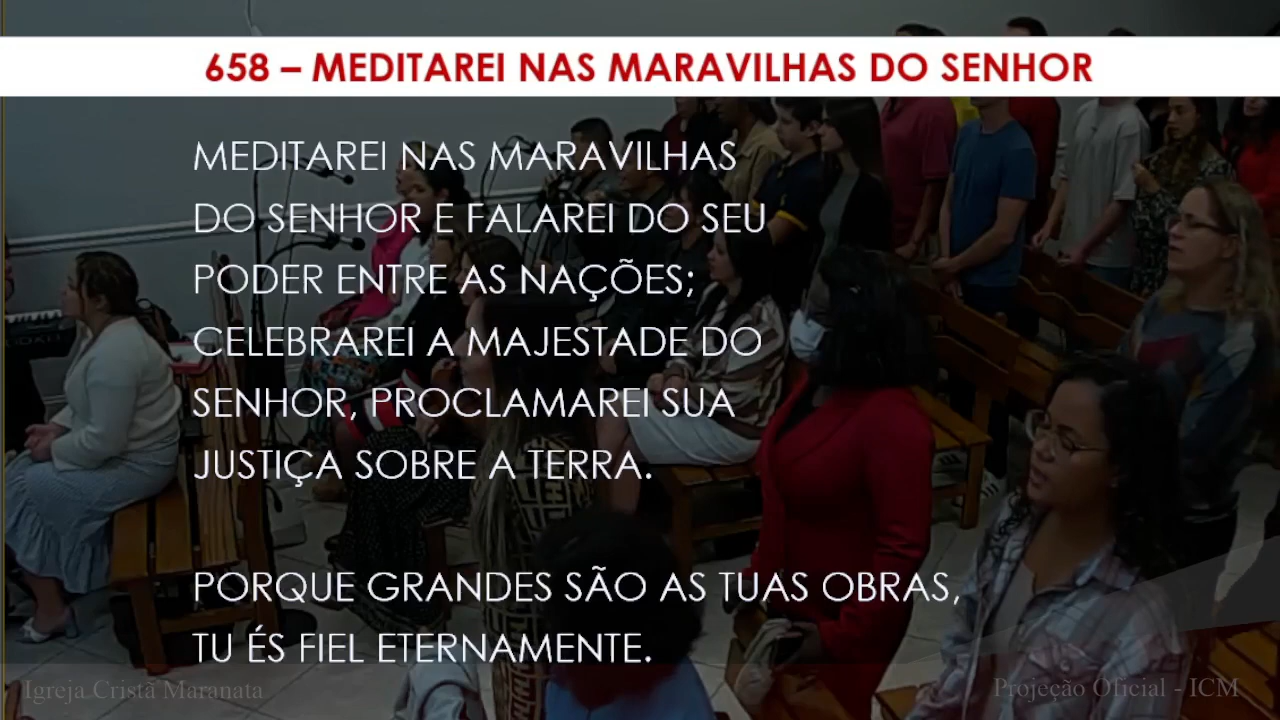 658 – MEDITAREI NAS MARAVILHAS DO SENHOR
MEDITAREI NAS MARAVILHAS
DO SENHOR E FALAREI DO SEU
PODER ENTRE AS NAÇÕES;
CELEBRAREI A MAJESTADE DO
SENHOR, PROCLAMAREI SUA
JUSTIÇA SOBRE A TERRA.
PORQUE GRANDES SÃO AS TUAS OBRAS,
TU ÉS FIEL ETERNAMENTE.
Igreja Cristã Maranata
Projeção Oficial - ICM